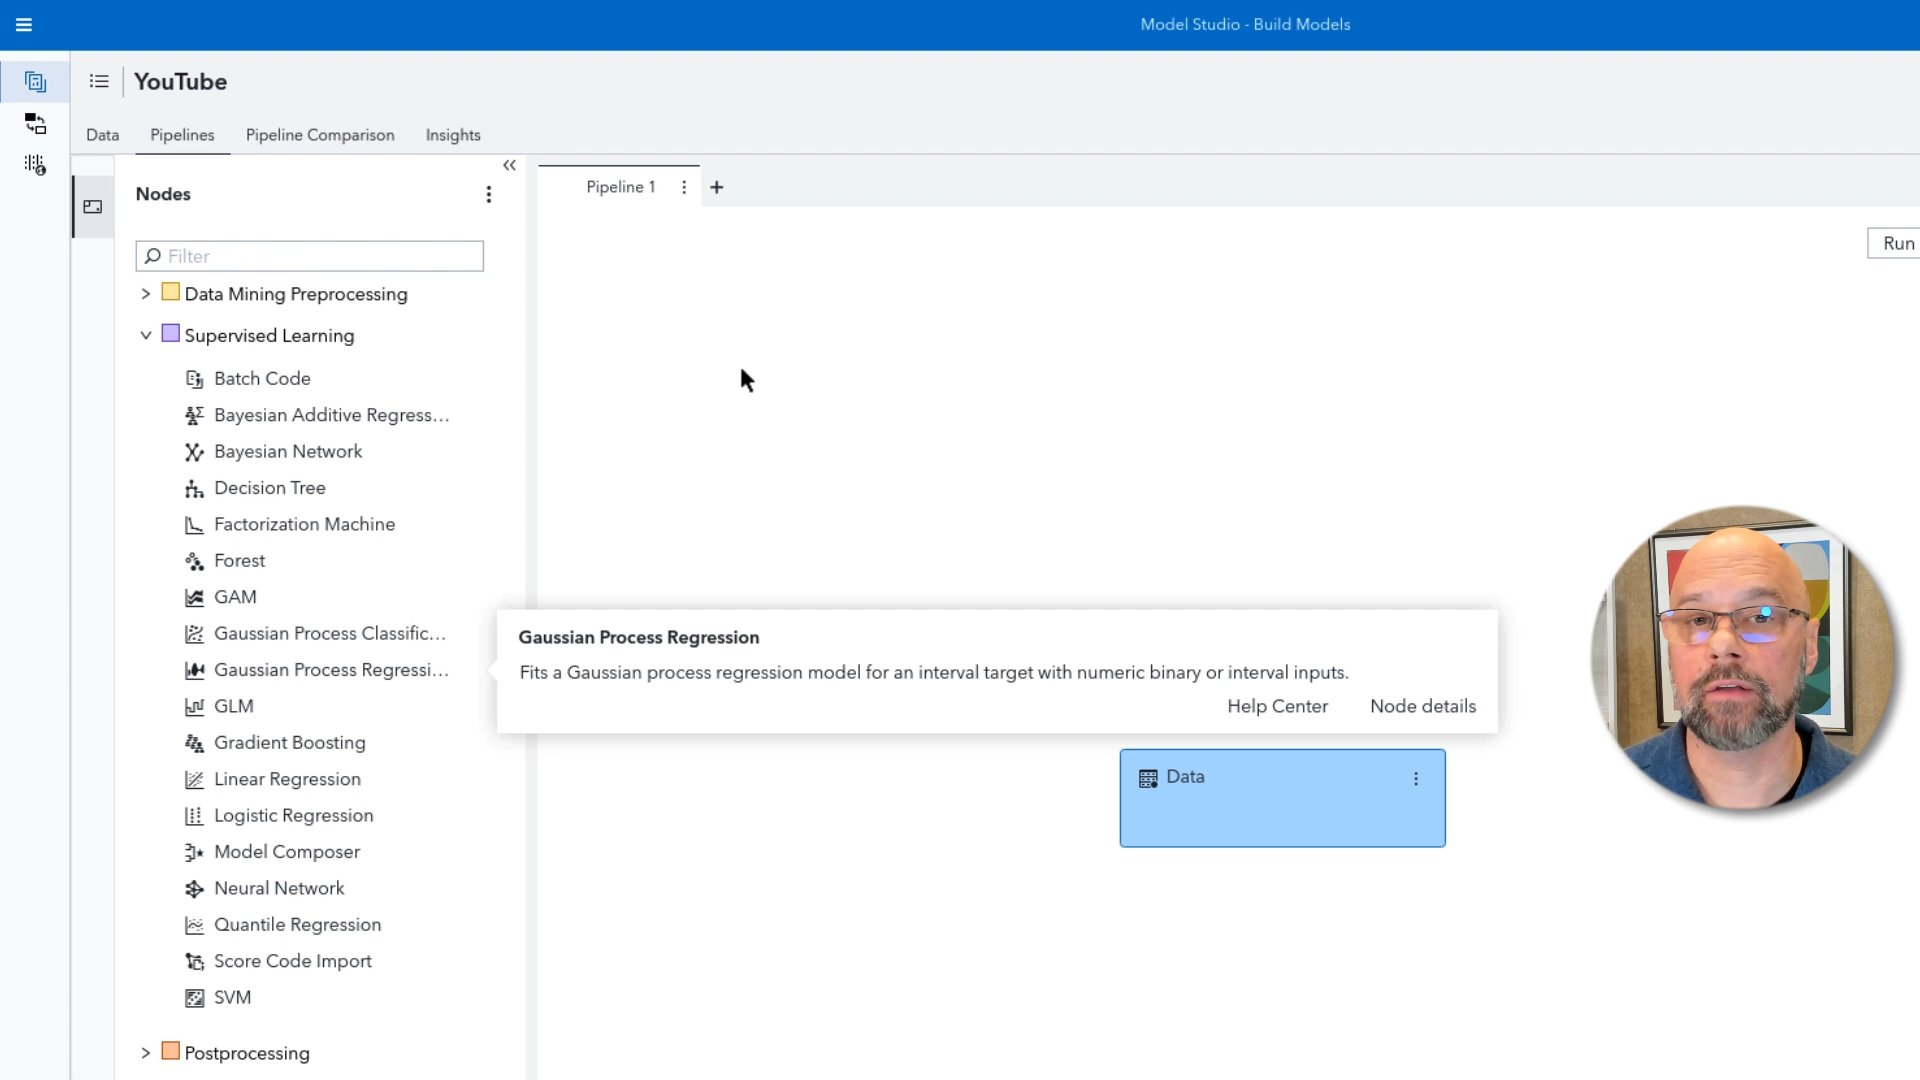 Model Studio - Build Models
YouTube
Data
Pipelines
Pipeline Comparison
Insights
Nodes
Pipeline 1
Filter
Run
Data Mining Preprocessing
Supervised Learning
Batch Code
Bayesian Additive Regress...
Bayesian Network
Decision Tree
Factorization Machine
Forest
GAM
Gaussian Process Classific...
Gaussian Process Regressi...
GLM
Gradient Boosting
Linear Regression
Logistic Regression
Model Composer
Neural Network
Quantile Regression
Score Code Import
SVM
Postprocessing
Gaussian Process Regression
Fits a Gaussian process regression model for an interval target with numeric binary or interval inputs.
Help Center
Node details
Data